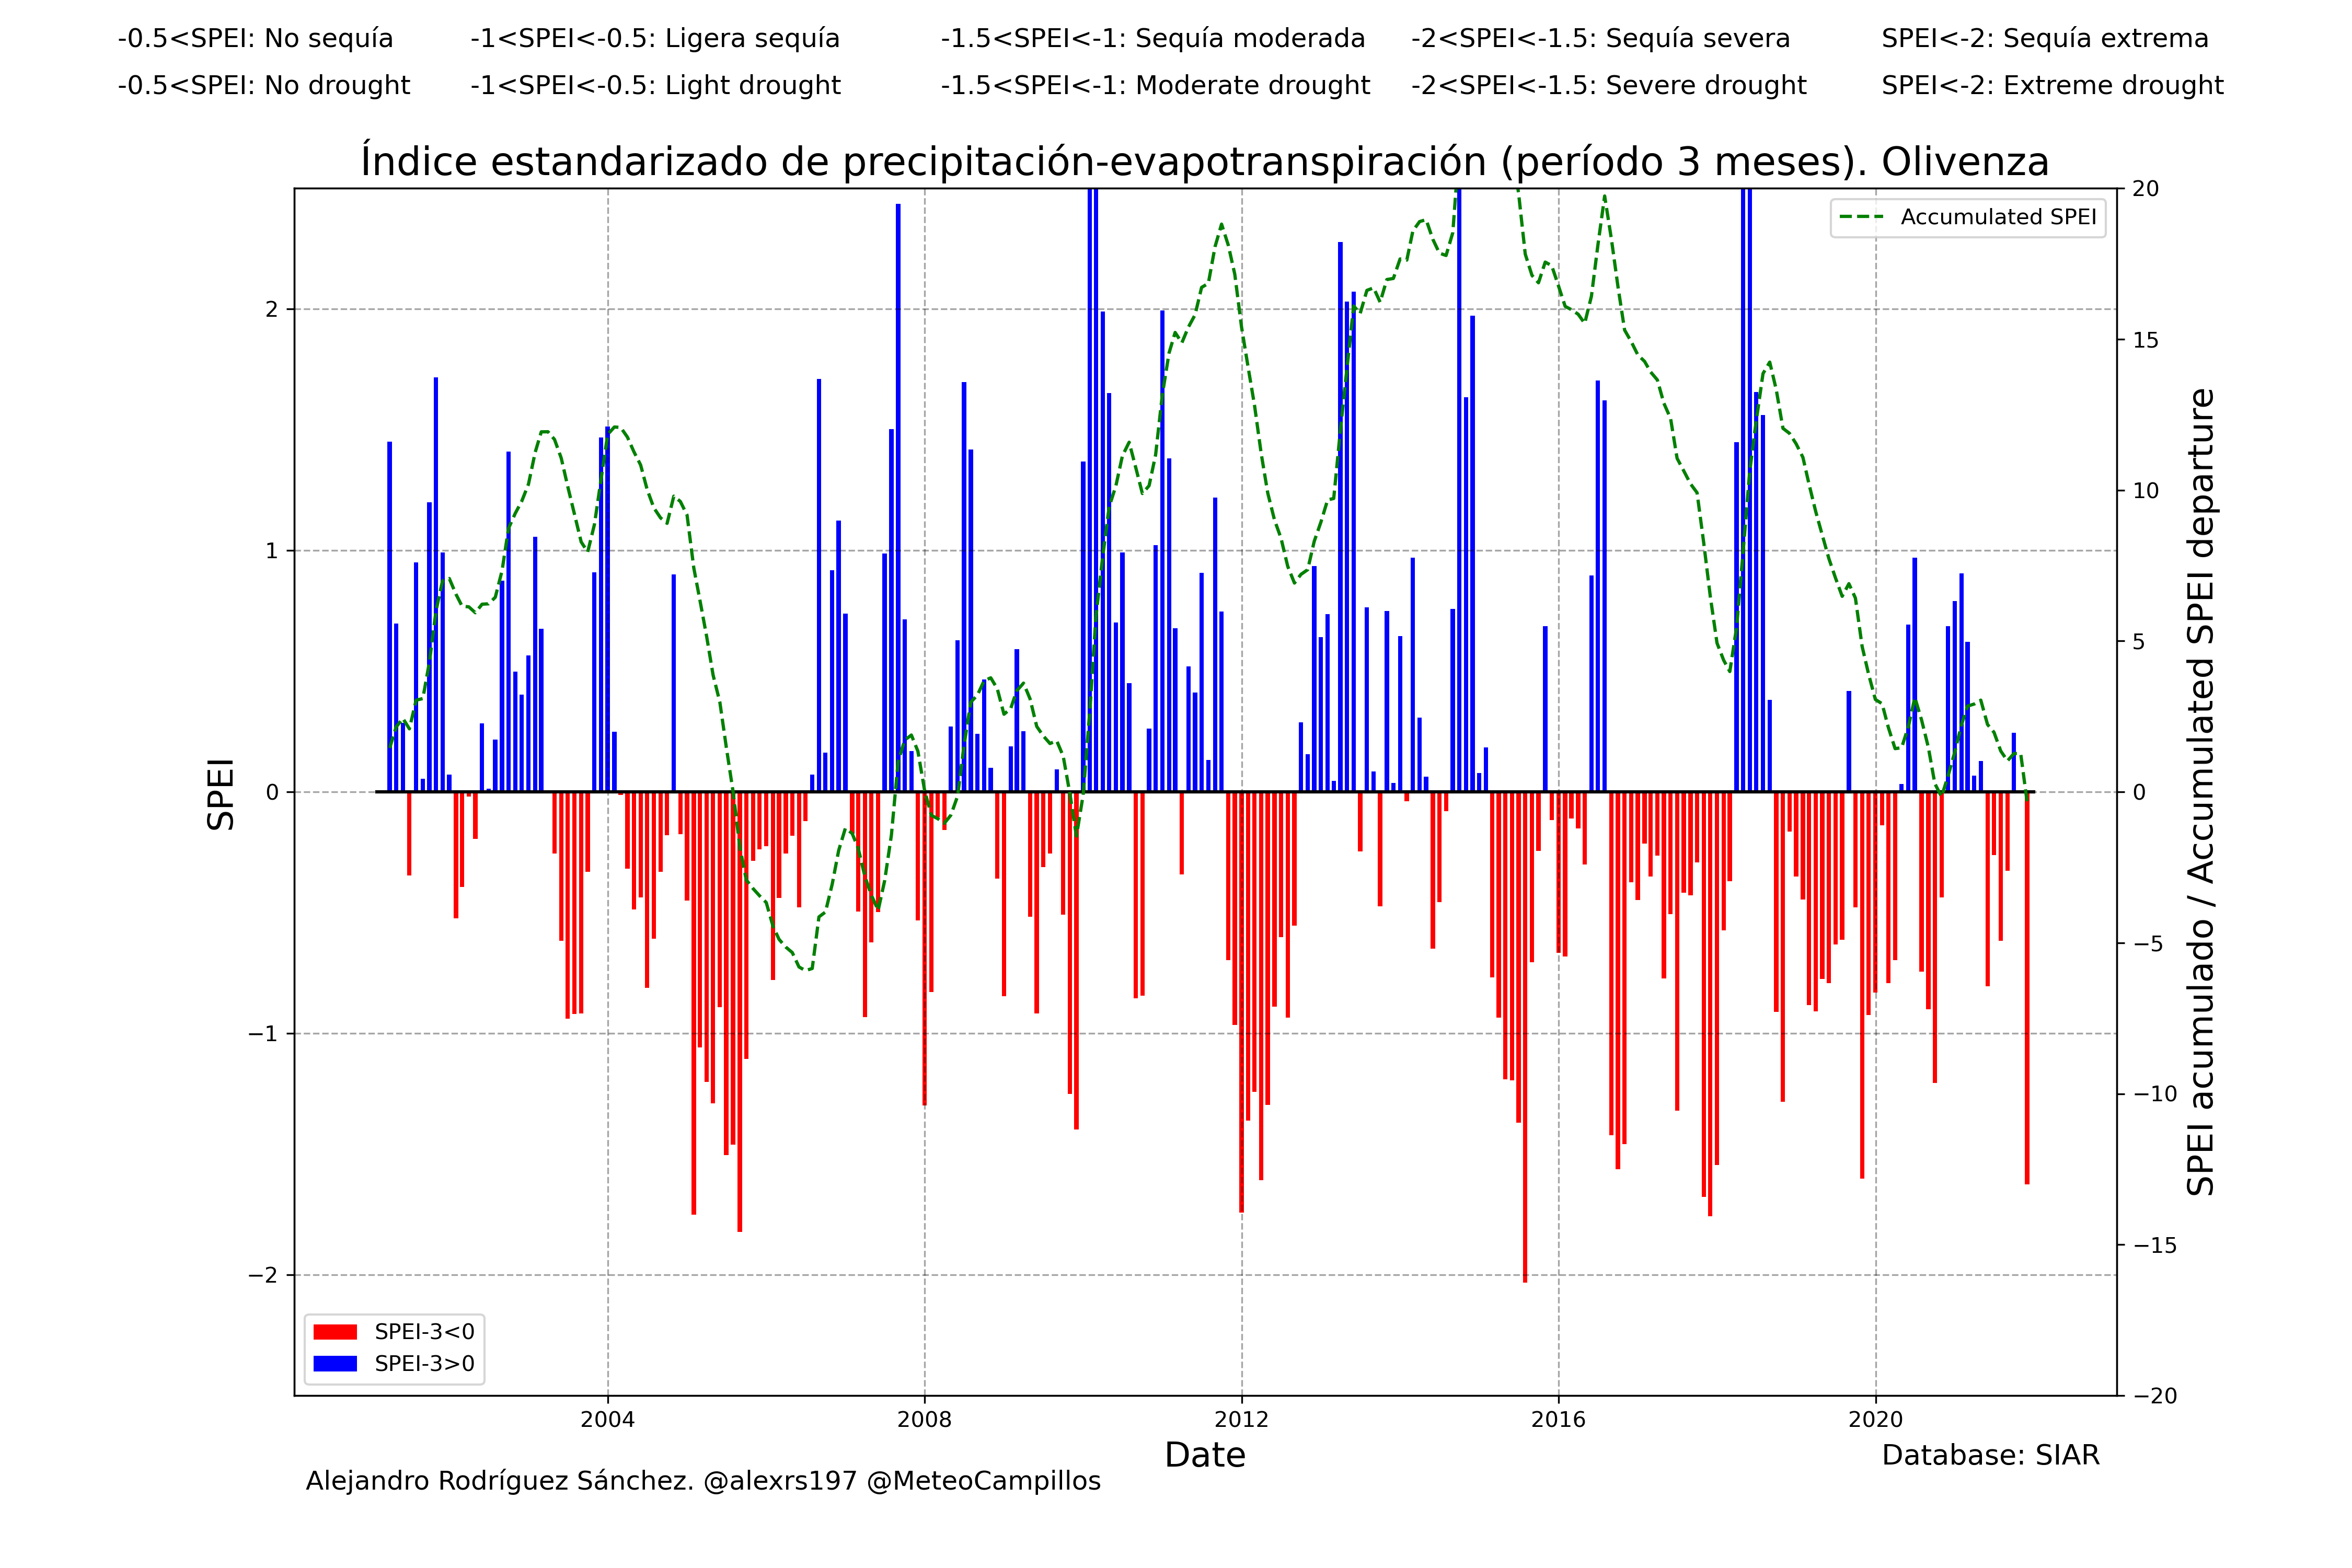 -0.5<SPEI: No sequía -1<SPEI<-0.5: Ligera sequía -1.5<SPEI<-1: Sequía moderada -2<SPEI<-1.5: Sequía severa SPEI<-2: Sequía extrema
-0.5<SPEI: No drought -1<SPEI<-0.5: Light drought -1.5<SPEI<-1: Moderate drought -2<SPEI<-1.5: Severe drought SPEI<-2: Extreme drought
Índice estandarizado de precipitación-evapotranspiración (período 3 meses). Olivenza
Accumulated SPEI
2
1
0
−1
−2
SPEI
20
15
10
5
0
−5
−10
−15
−20
SPEI acumulado / Accumulated SPEI departure
SPEI-3<0
SPEI-3>0
2004 2008 2012 2016 2020
Date
Database: SIAR
Alejandro Rodríguez Sánchez. @alexrs197 @MeteoCampillos